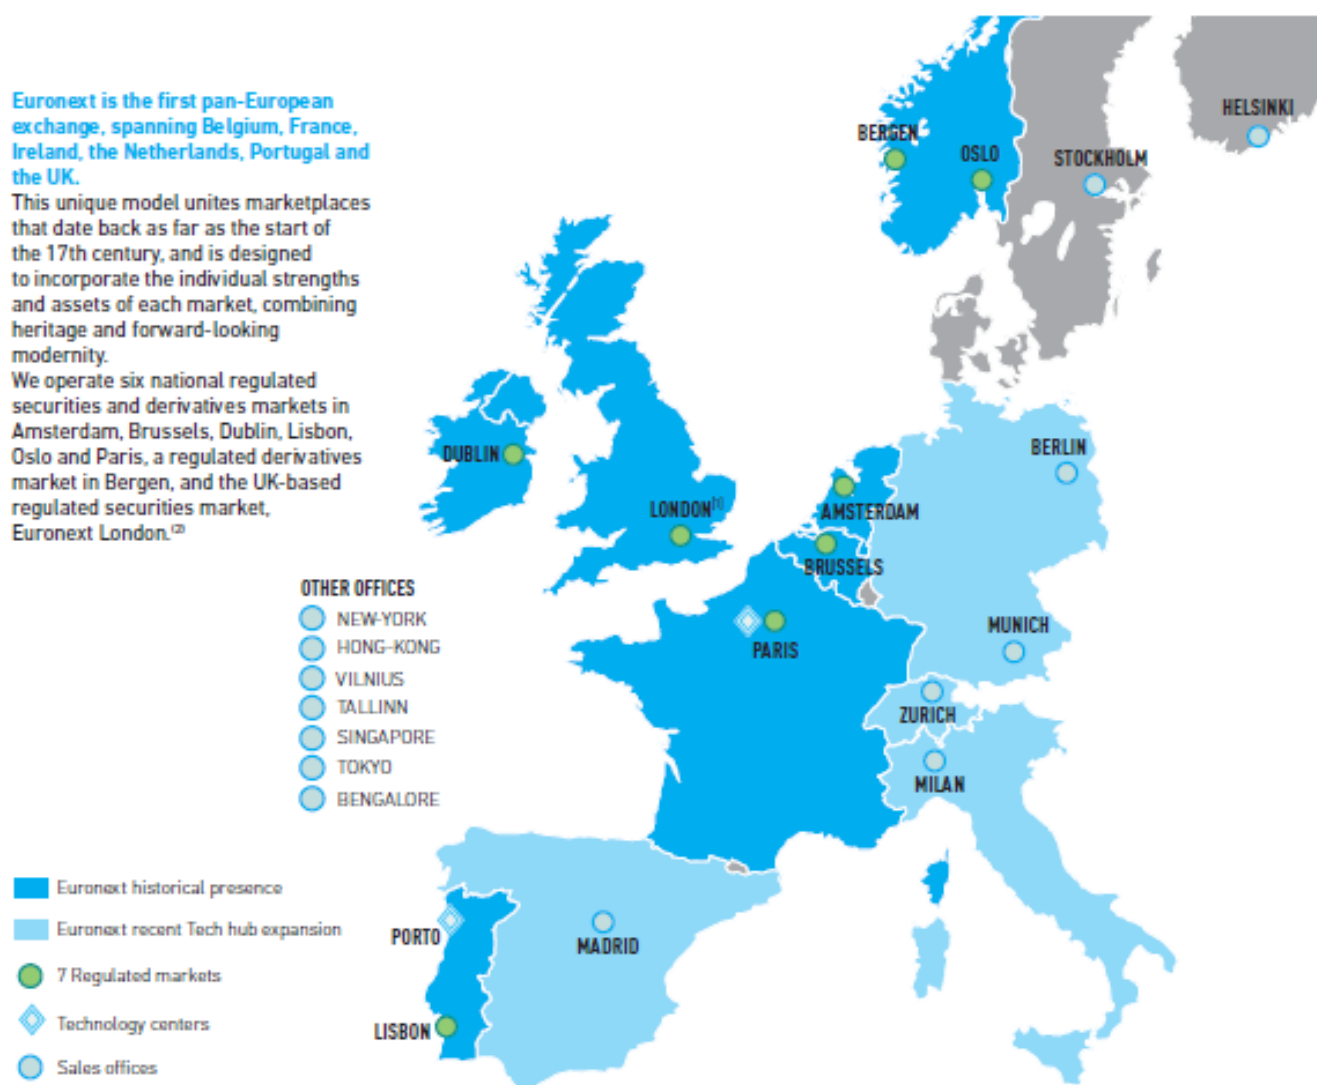 Euronext is the first pan-European
exchange, spanning Belgium, France,
Ireland, the Netherlands, Portugal and
the UK.
This unique model unites marketplaces
that date back as far as the start of
the 17th century, and is designed
to incorporate the individual strengths
and assets of each market, combining
heritage and forward-looking
modernity.
We operate six national regulated
securities and derivatives markets in
Amsterdam, Brussels, Dublin, Lisbon,
Oslo and Paris, a regulated derivatives
market in Bergen, and the UK-based
regulated securities market,
Euronext London.(2)
HELSINKI
BERGEN
OSLO
STOCKHOLM
DUBLIN
BERLIN
LONDON(1)
AMSTERDAM
BRUSSELS
MUNICH
PARIS
ZURICH
MILAN
PORTO
MADRID
LISBON
OTHER OFFICES
NEW-YORK
HONG-KONG
VILNIUS
TALLINN
SINGAPORE
TOKYO
BENGALORE
Euronext historical presence
Euronext recent Tech hub expansion
7 Regulated markets
Technology centers
Sales offices